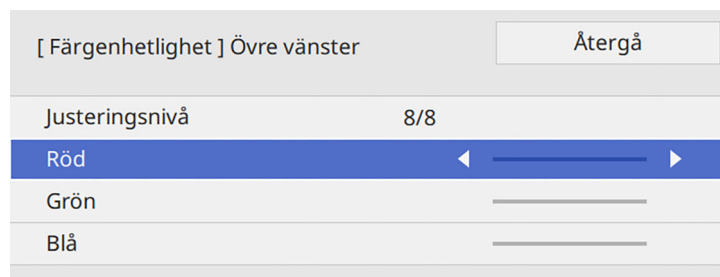 [ Färgenhetlighet ] Övre vänster
Återgå
Justeringsnivå 8/8
Röd
Grön
Blå